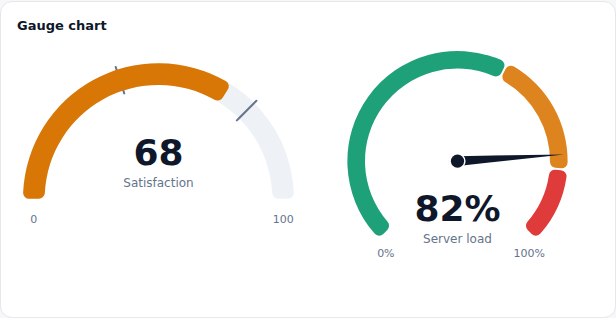 Gauge chart
68
Satisfaction
0
100
82%
Server load
0%
100%